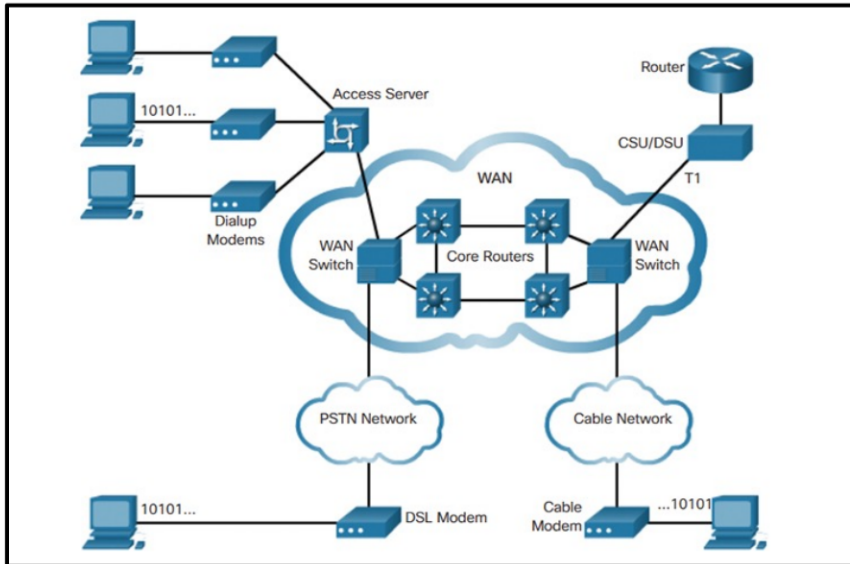 Router
Access Server
10101...
CSU/DSU
WAN
T1
Dialup
Modems
WAN
Switch
Core Routers
WAN
Switch
PSTN Network
Cable Network
10101...
DSL Modem
Cable
Modem
...10101